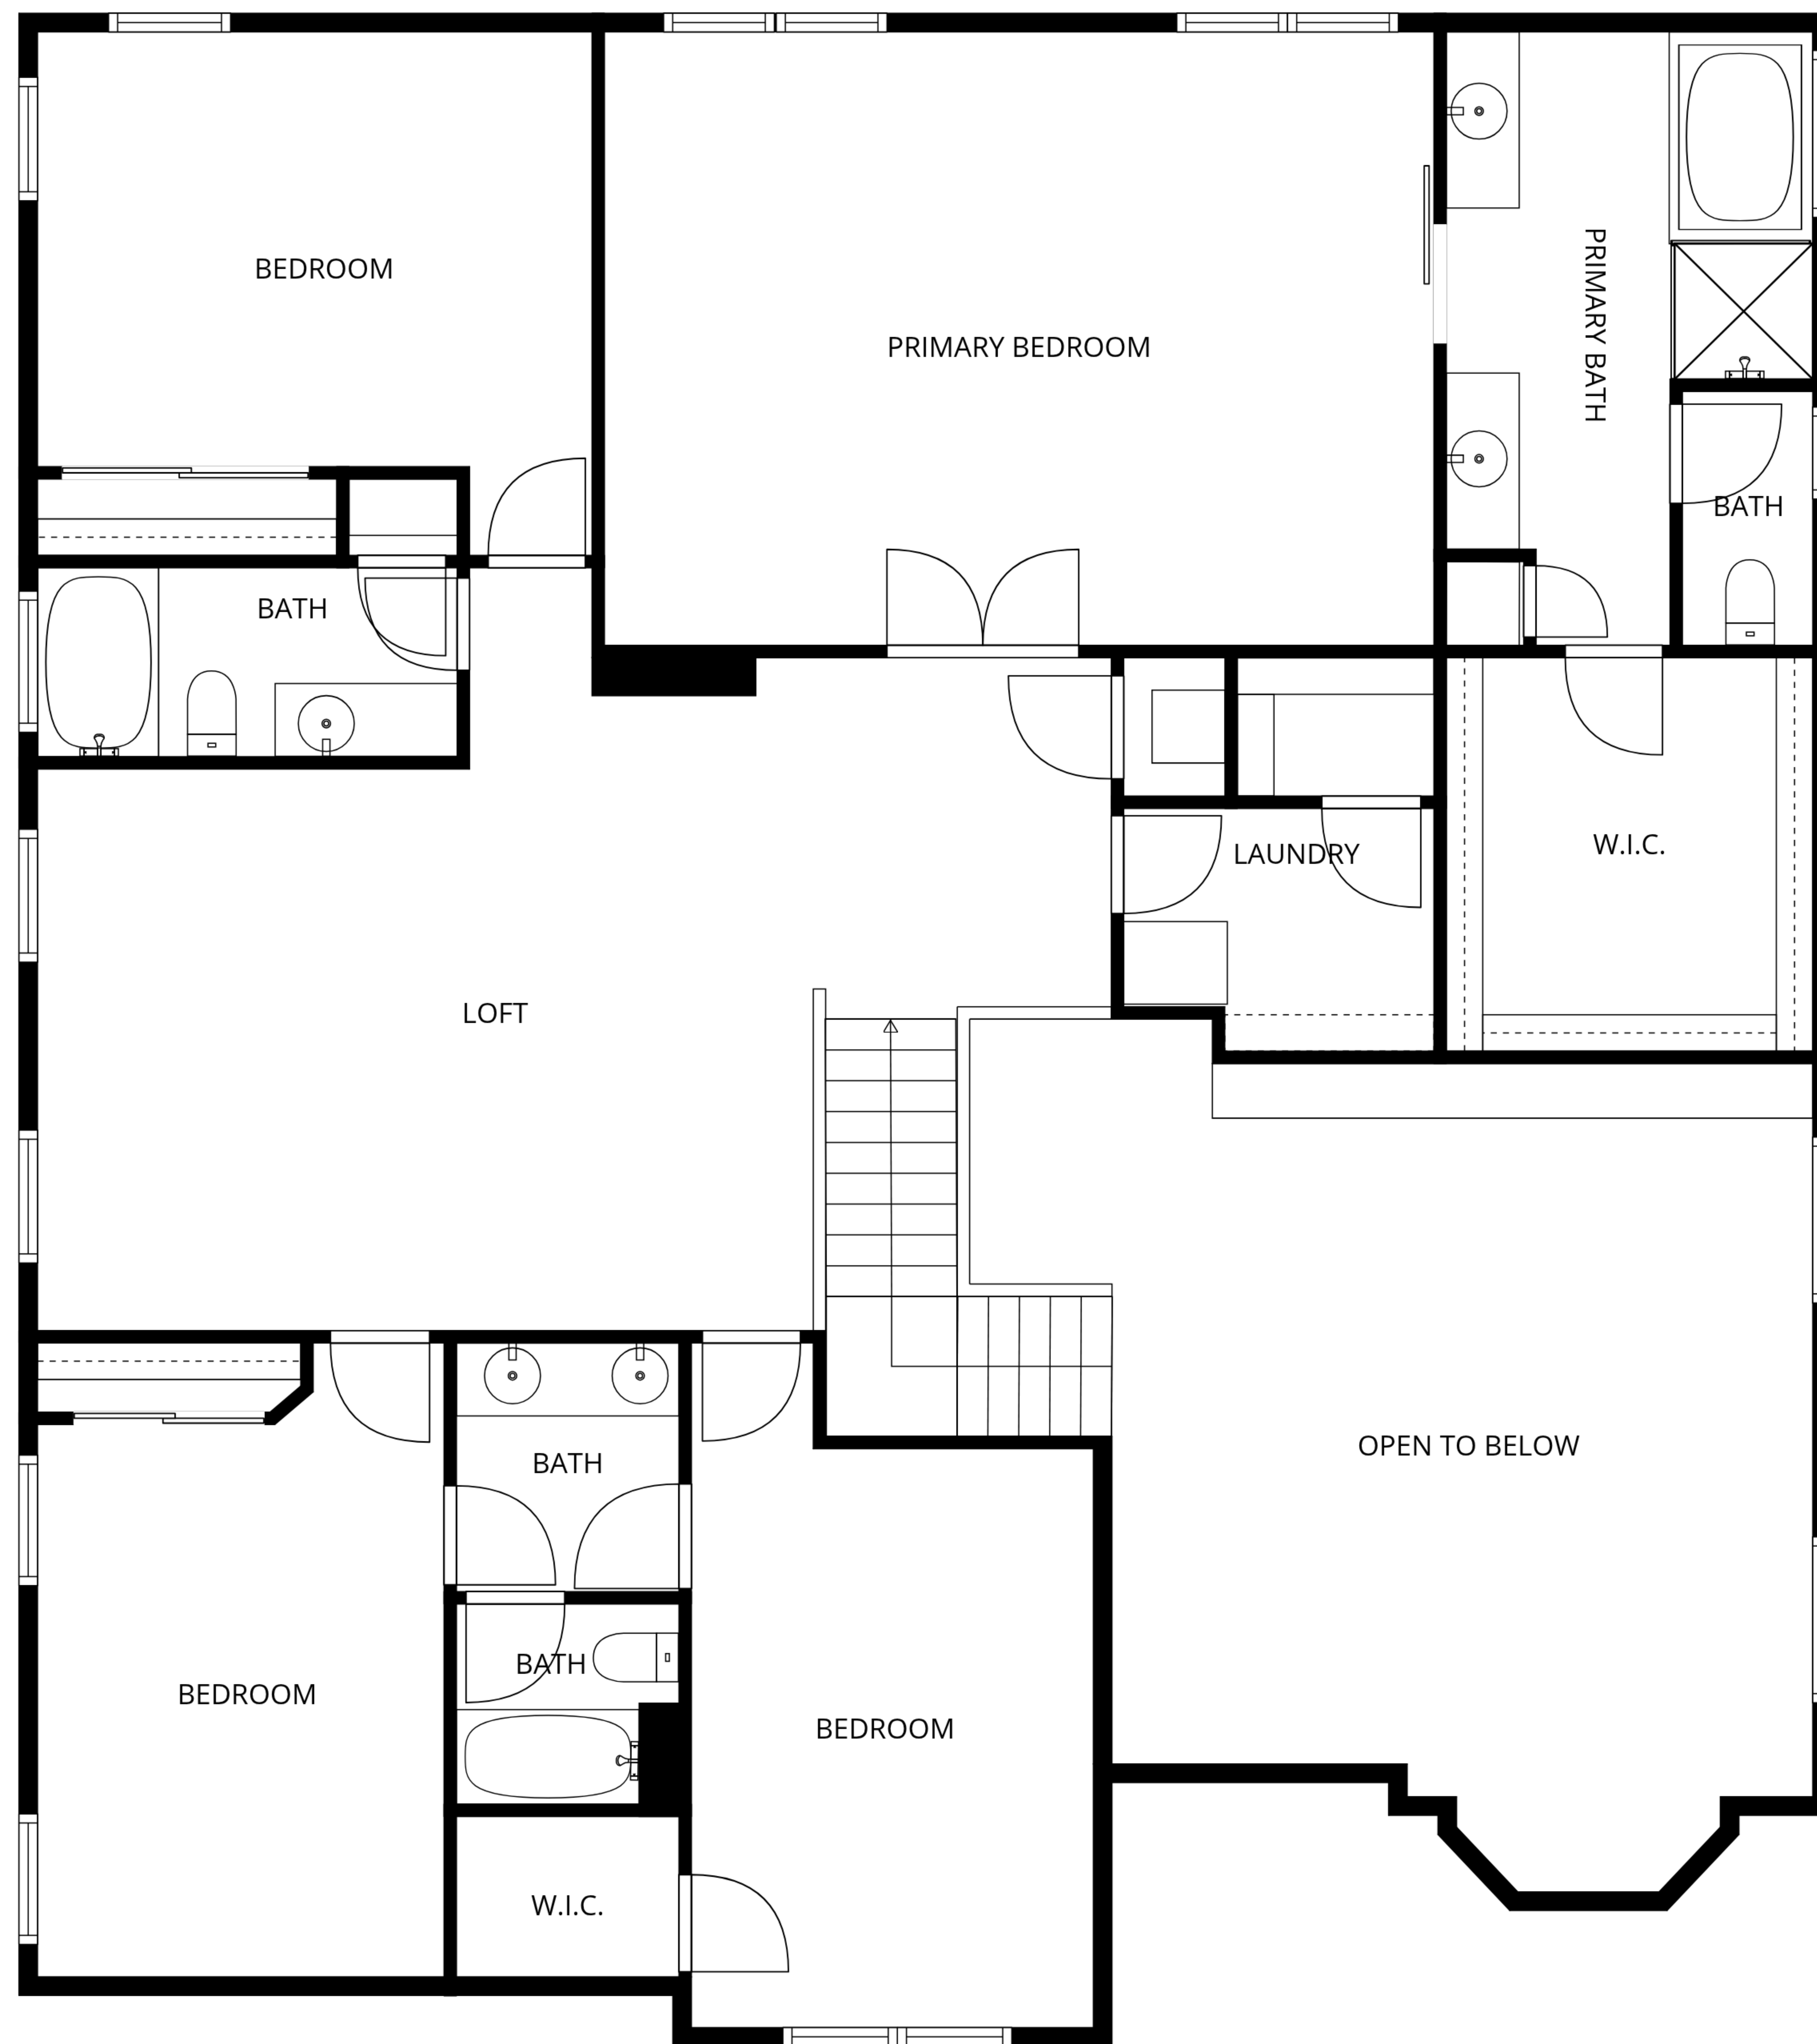 BEDROOM
PRIMARY BEDROOM
PRIMARY BATH
BATH
BATH
LAUNDRY
W.I.C.
LOFT
OPEN TO BELOW
BATH
BATH
BEDROOM
BEDROOM
W.I.C.